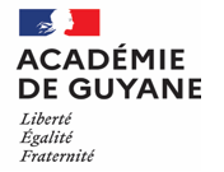 ACADÉMIE
DE GUYANE
Liberté
Égalité
Fraternité